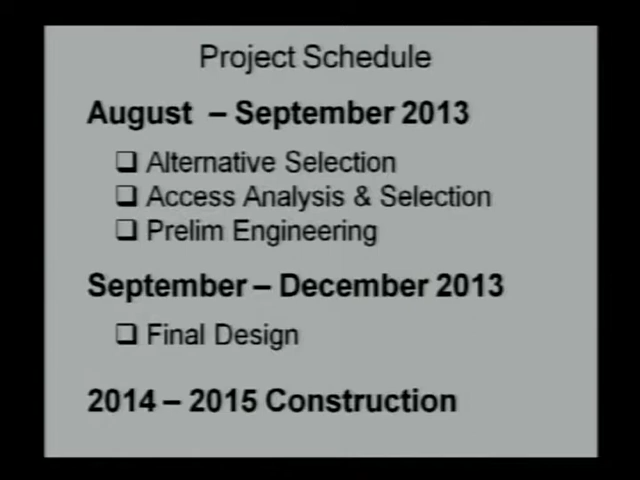 Project Schedule
August – September 2013
❑ Alternative Selection
❑ Access Analysis & Selection
❑ Prelim Engineering
September – December 2013
❑ Final Design
2014 – 2015 Construction